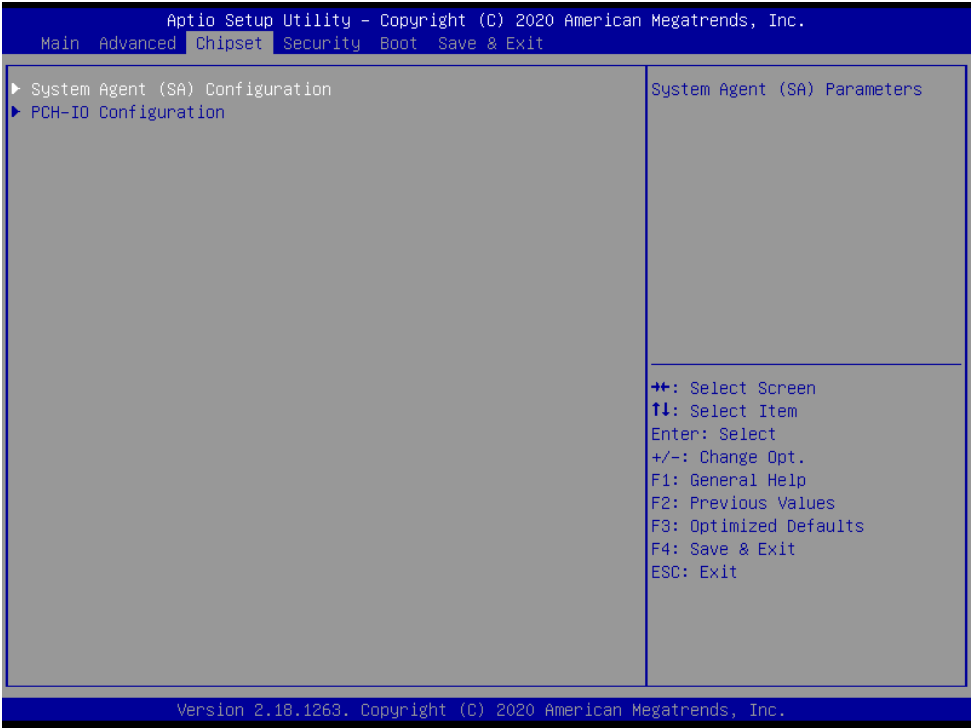 Aptio Setup Utility – Copyright (C) 2020 American Megatrends, Inc.
Main Advanced Chipset Security Boot Save & Exit
▶ System Agent (SA) Configuration
▶ PCH-IO Configuration
System Agent (SA) Parameters
→←: Select Screen
↑↓: Select Item
Enter: Select
+/-: Change Opt.
F1: General Help
F2: Previous Values
F3: Optimized Defaults
F4: Save & Exit
ESC: Exit
Version 2.18.1263. Copyright (C) 2020 American Megatrends, Inc.